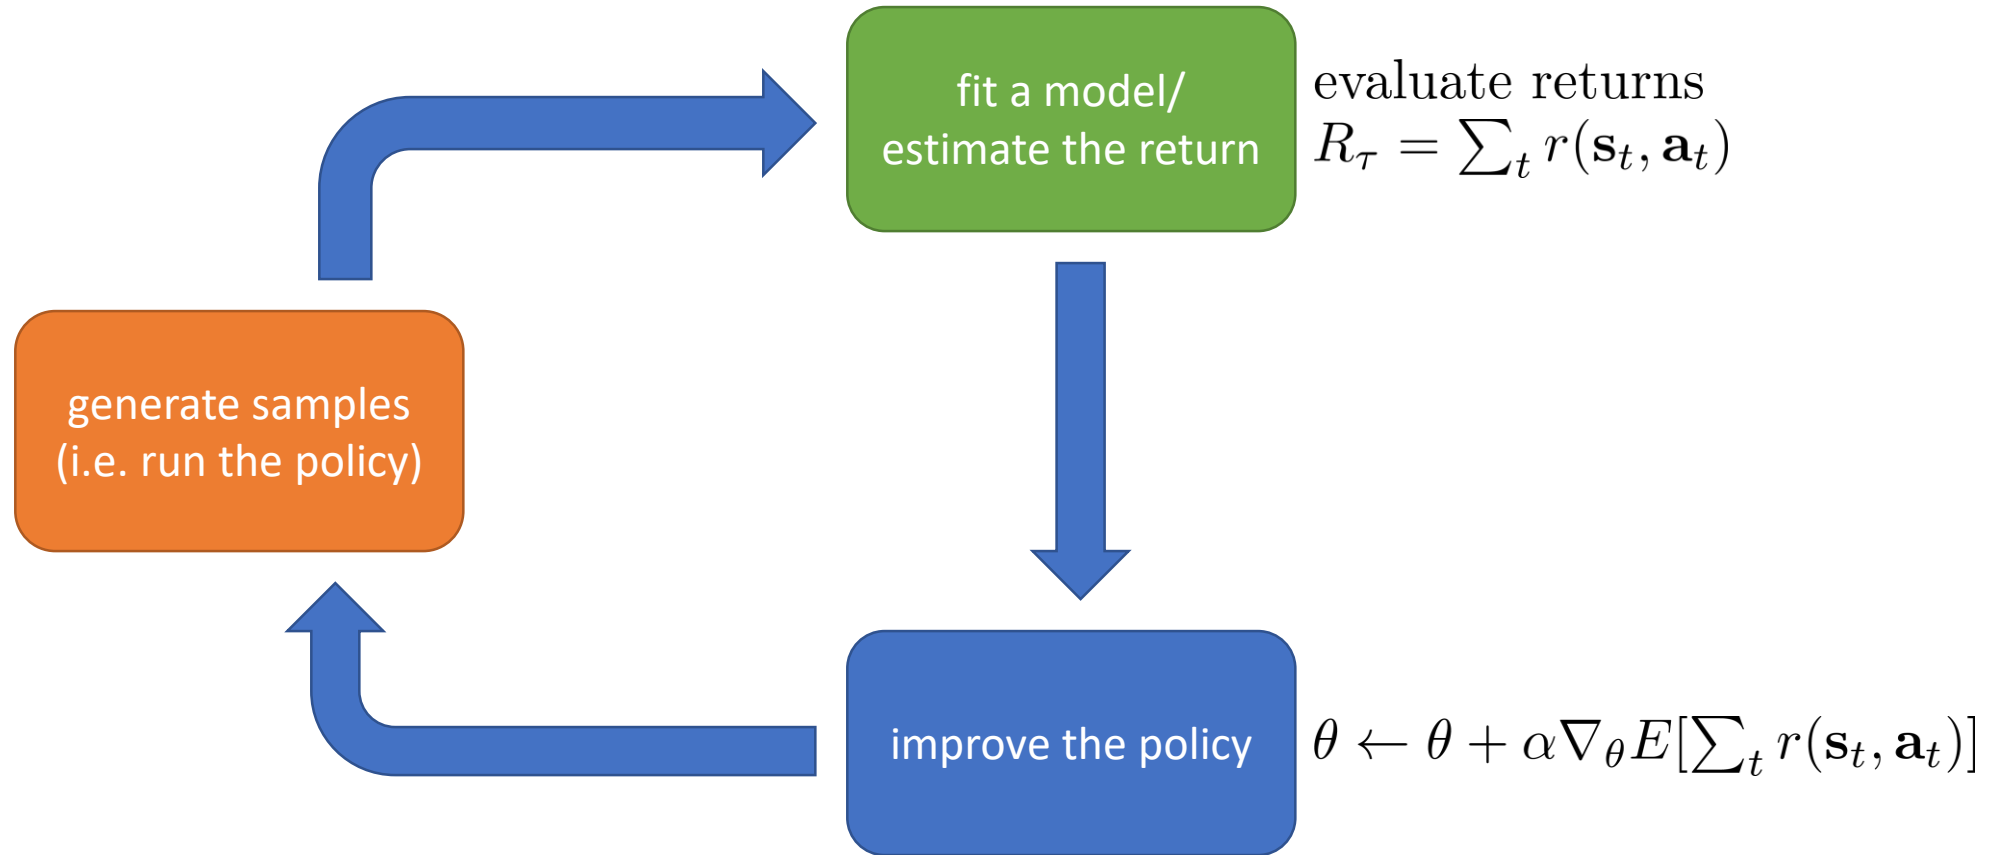 fit a model/
estimate the return
evaluate returns
R_τ = ∑_t r(𝐬_t, 𝐚_t)
generate samples
(i.e. run the policy)
improve the policy
θ ← θ + α∇_θ E[∑_t r(𝐬_t, 𝐚_t)]